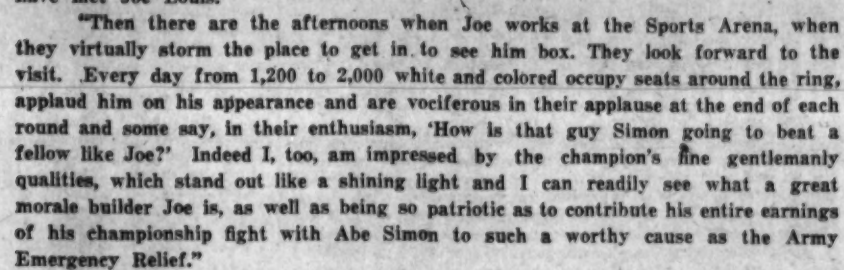 have met Joe Louis.
"Then there are the afternoons when Joe works at the Sports Arena, when
they virtually storm the place to get in to see him box. They look forward to the
visit. Every day from 1,200 to 2,000 white and colored occupy seats around the ring,
applaud him on his appearance and are vociferous in their applause at the end of each
round and some say, in their enthusiasm, 'How is that guy Simon going to beat a
fellow like Joe?' Indeed I, too, am impressed by the champion's fine gentlemanly
qualities, which stand out like a shining light and I can readily see what a great
morale builder Joe is, as well as being so patriotic as to contribute his entire earnings
of his championship fight with Abe Simon to such a worthy cause as the Army
Emergency Relief."